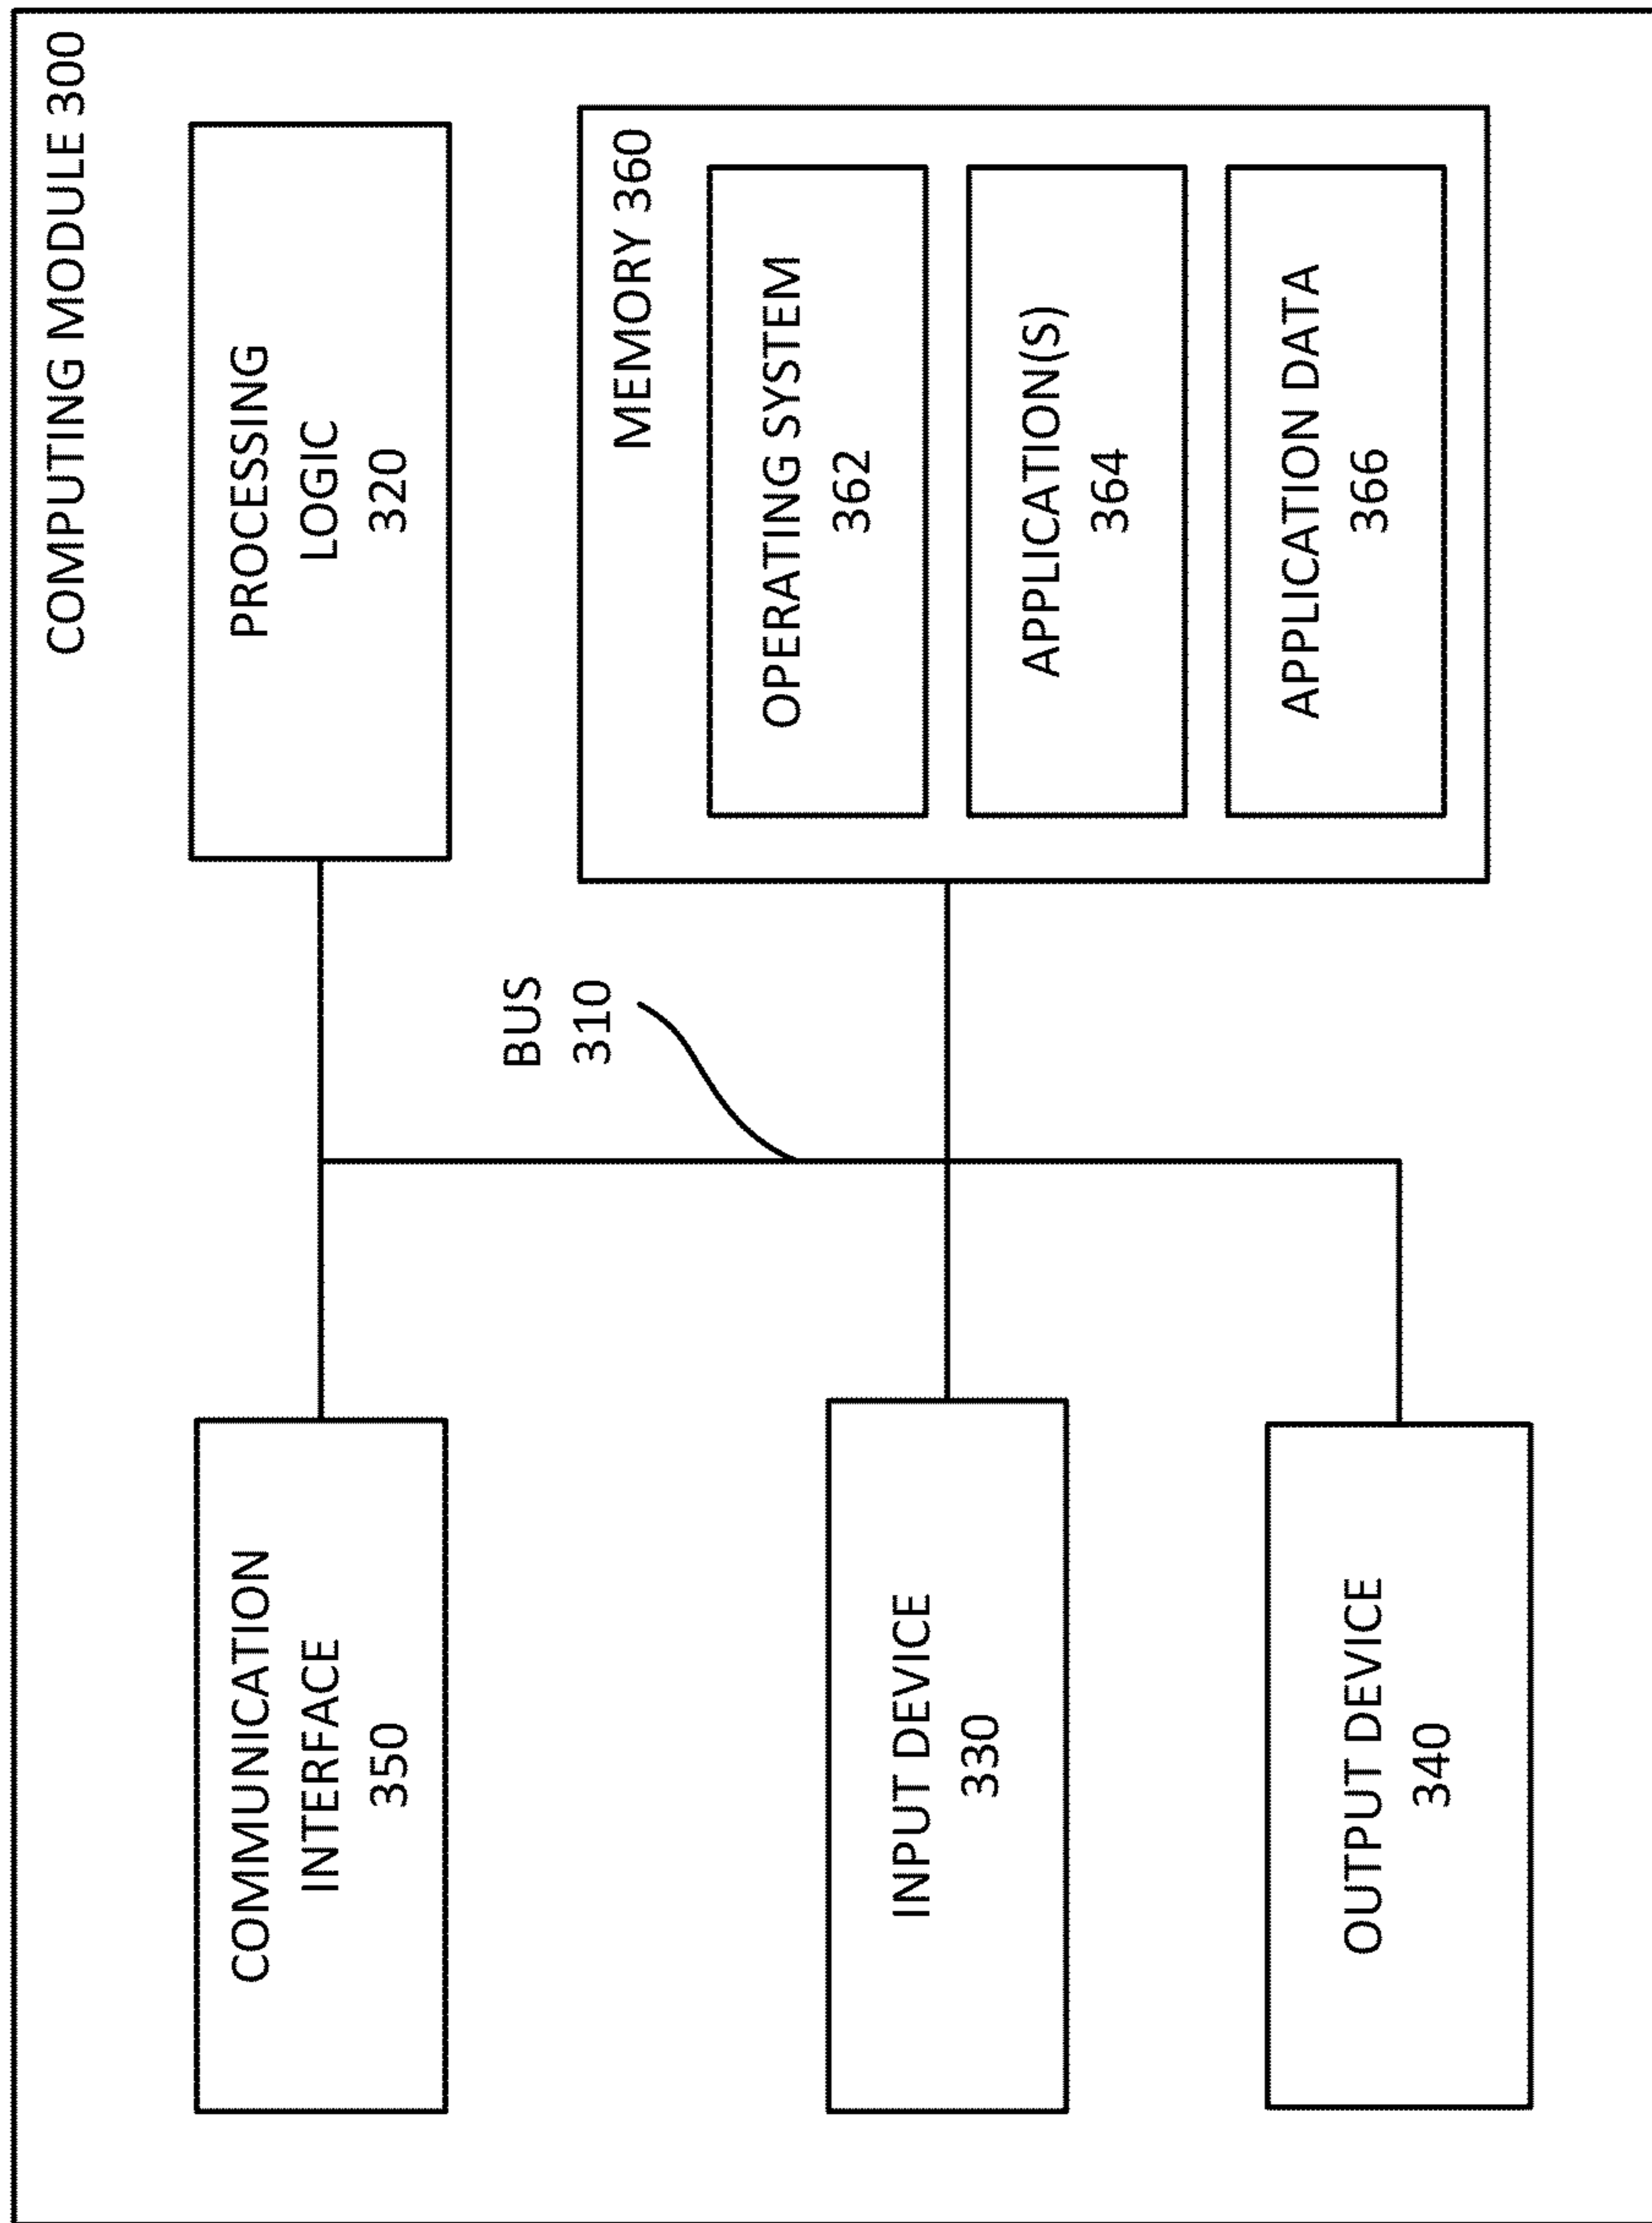 COMPUTING MODULE 300
COMMUNICATION
INTERFACE
350
PROCESSING
LOGIC
320
BUS
310
INPUT DEVICE
330
OUTPUT DEVICE
340
MEMORY 360
OPERATING SYSTEM
362
APPLICATION(S)
364
APPLICATION DATA
366